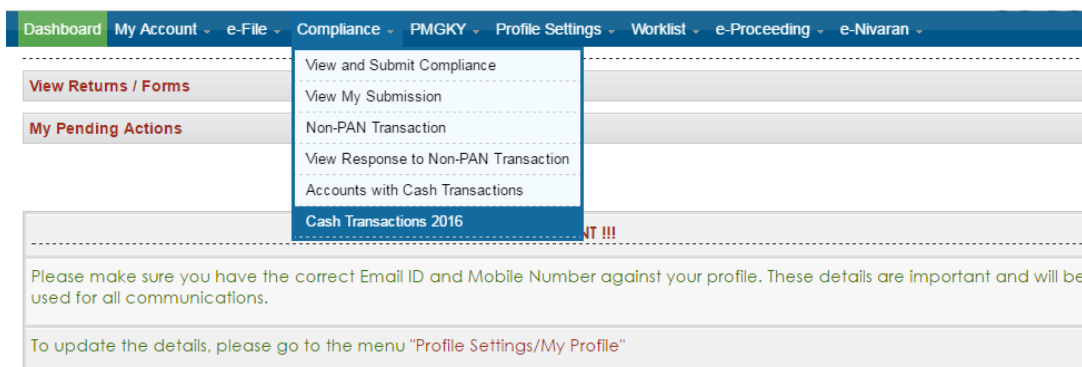 Dashboard My Account e-File Compliance PMGKY Profile Settings Worklist e-Proceeding e-Nivaran
View and Submit Compliance
View Returns / Forms
View My Submission
My Pending Actions
Non-PAN Transaction
View Response to Non-PAN Transaction
Accounts with Cash Transactions
Cash Transactions 2016
NT !!!
Please make sure you have the correct Email ID and Mobile Number against your profile. These details are important and will be
used for all communications.
To update the details, please go to the menu "Profile Settings/My Profile"